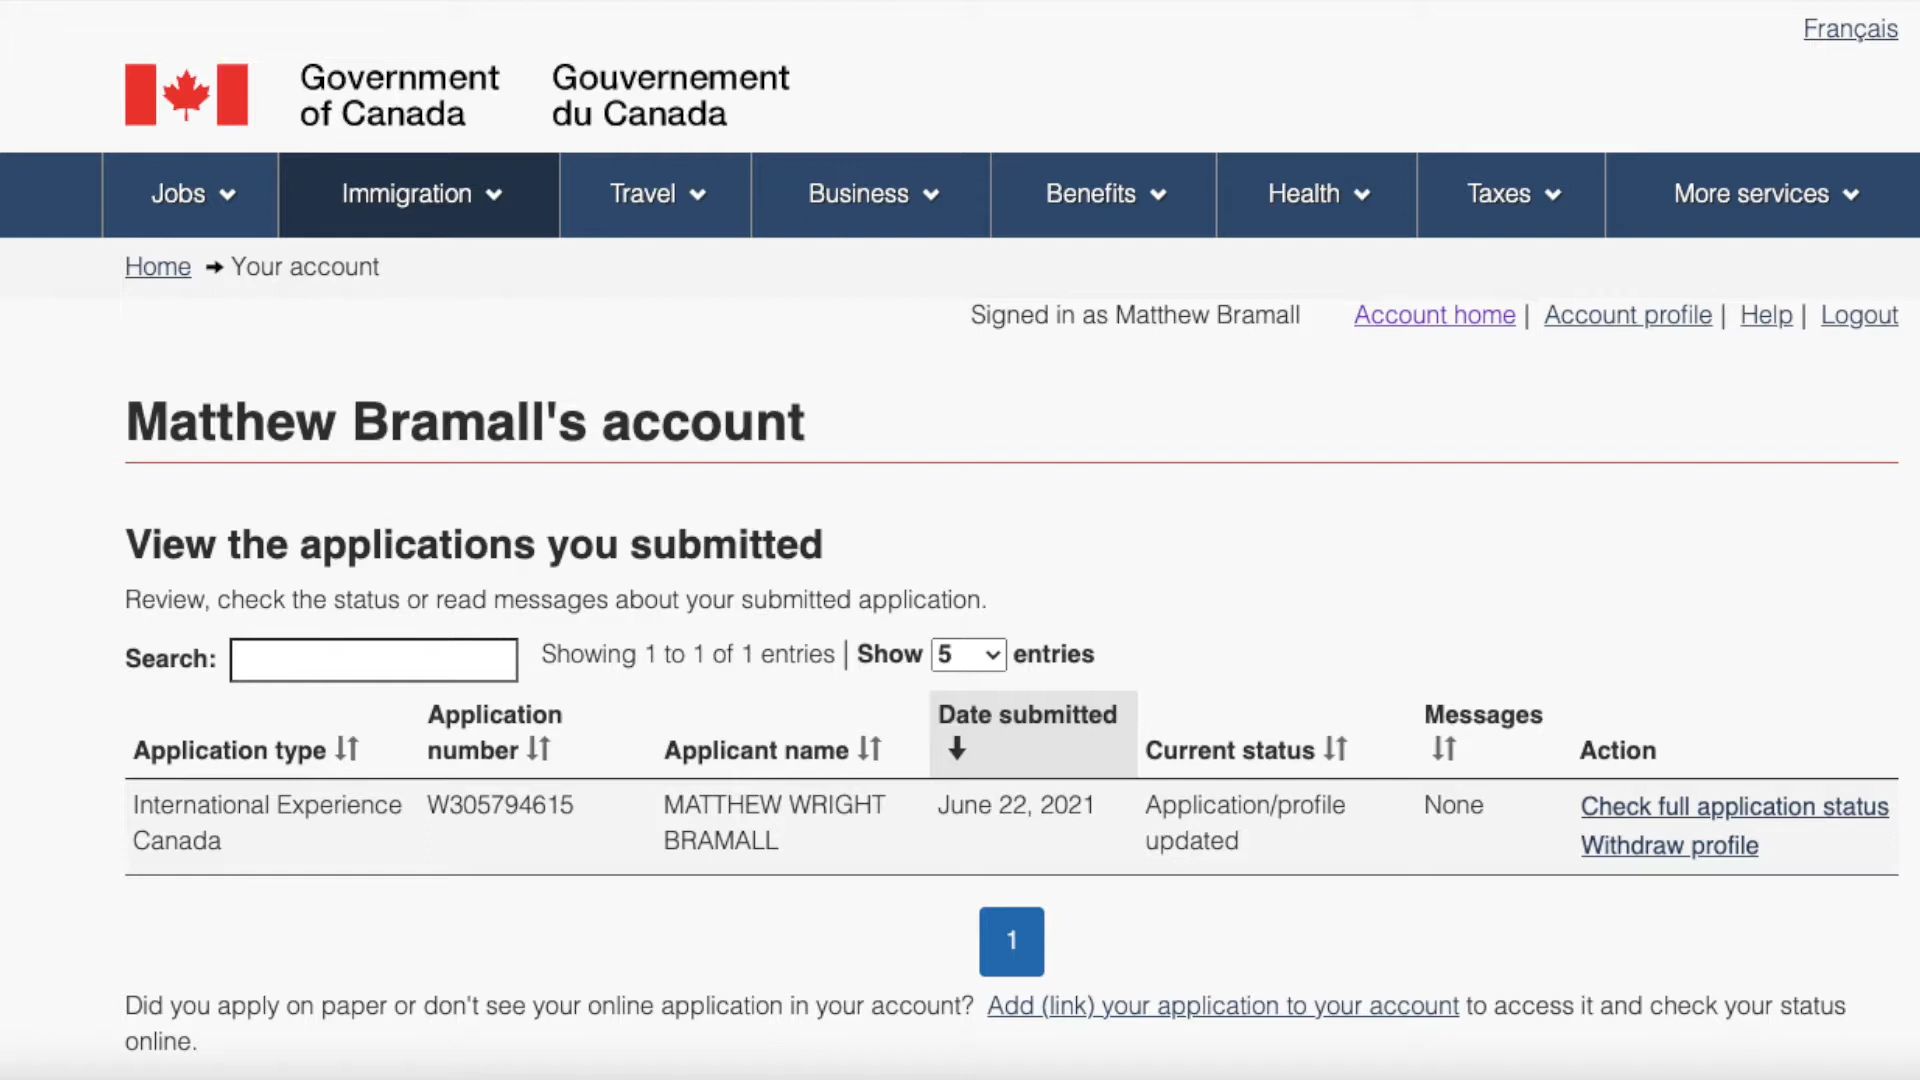 Français
Government of Canada
Gouvernement du Canada
Jobs
Immigration
Travel
Business
Benefits
Health
Taxes
More services
Home ➞ Your account
Signed in as Matthew Bramall
Account home | Account profile | Help | Logout
Matthew Bramall's account
View the applications you submitted
Review, check the status or read messages about your submitted application.
Search:
Showing 1 to 1 of 1 entries | Show 5 entries
Application type
Application number
Applicant name
Date submitted
Current status
Messages
Action
International Experience Canada
W305794615
MATTHEW WRIGHT BRAMALL
June 22, 2021
Application/profile updated
None
Check full application status
Withdraw profile
1
Did you apply on paper or don't see your online application in your account? Add (link) your application to your account to access it and check your status
online.